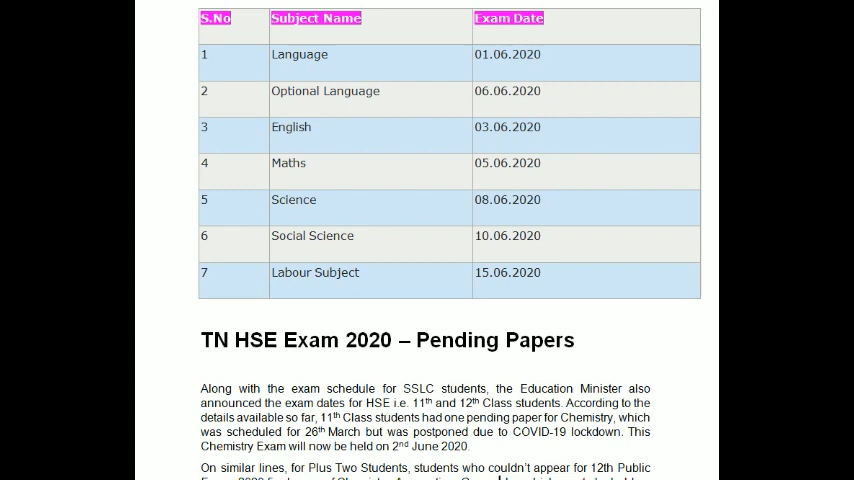 S.No Subject Name Exam Date
1 Language 01.06.2020
2 Optional Language 06.06.2020
3 English 03.06.2020
4 Maths 05.06.2020
5 Science 08.06.2020
6 Social Science 10.06.2020
7 Labour Subject 15.06.2020
TN HSE Exam 2020 – Pending Papers
Along with the exam schedule for SSLC students, the Education Minister also
announced the exam dates for HSE i.e. 11th and 12th Class students. According to the
details available so far, 11th Class students had one pending paper for Chemistry, which
was scheduled for 26th March but was postponed due to COVID-19 lockdown. This
Chemistry Exam will now be held on 2nd June 2020.
On similar lines, for Plus Two Students, students who couldn't appear for 12th Public